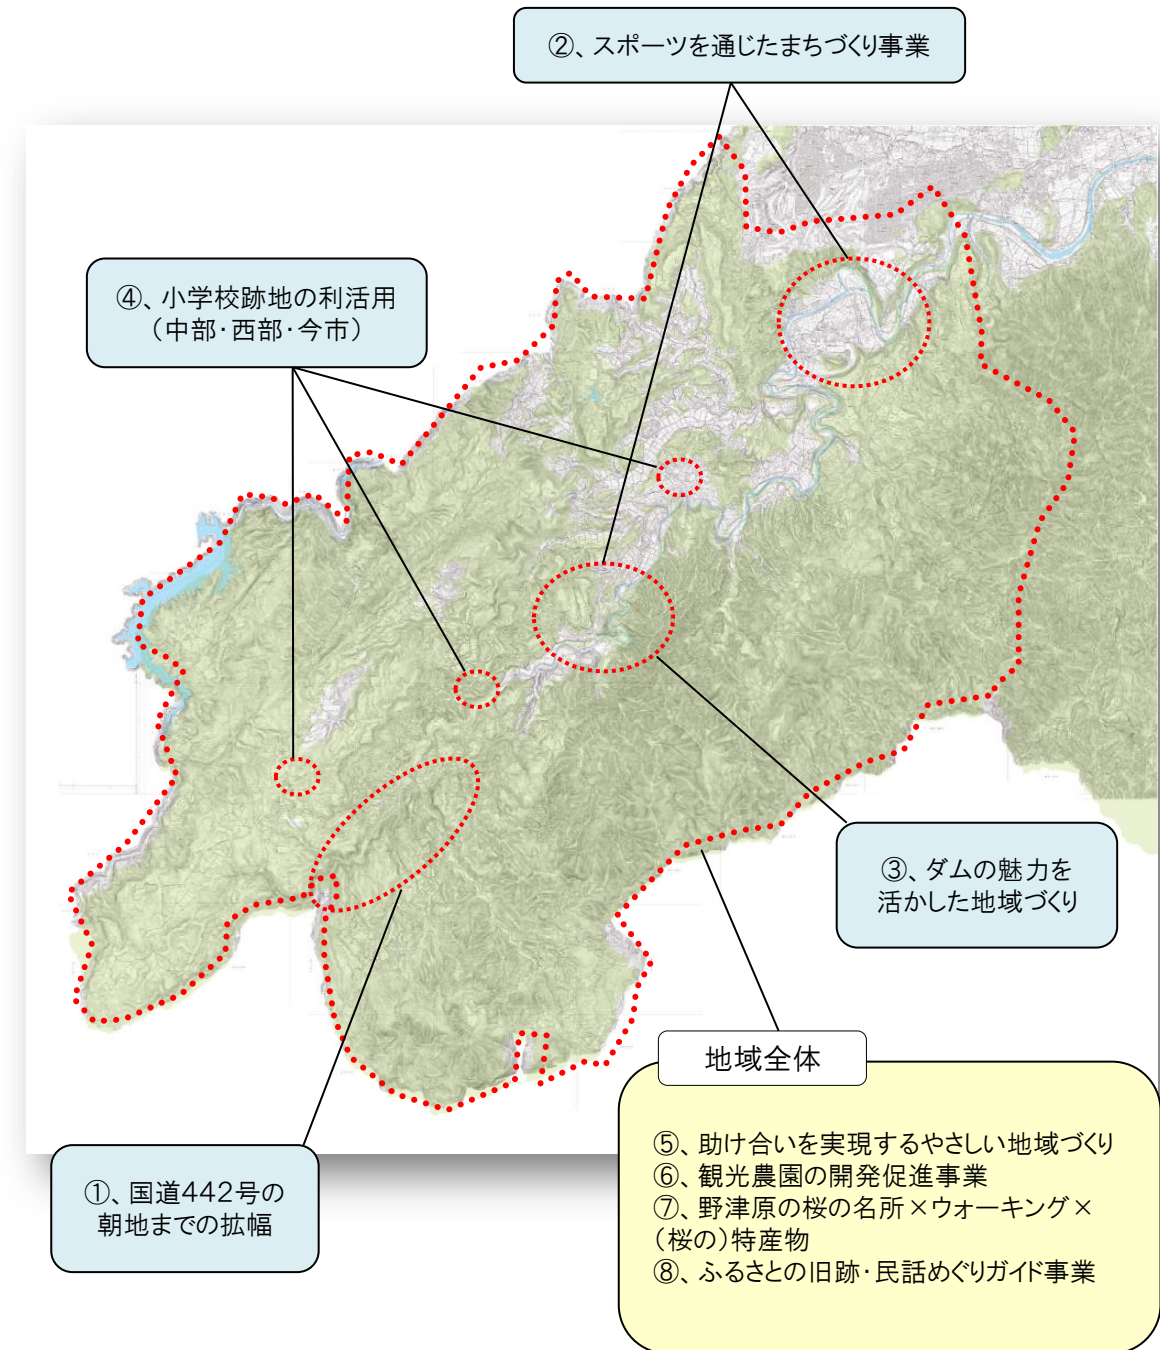 ②、スポーツを通じたまちづくり事業
④、小学校跡地の利活用
（中部・西部・今市）
③、ダムの魅力を
活かした地域づくり
地域全体
⑤、助け合いを実現するやさしい地域づくり
⑥、観光農園の開発促進事業
⑦、野津原の桜の名所×ウォーキング×
（桜の）特産物
⑧、ふるさとの旧跡・民話めぐりガイド事業
①、国道442号の
朝地までの拡幅